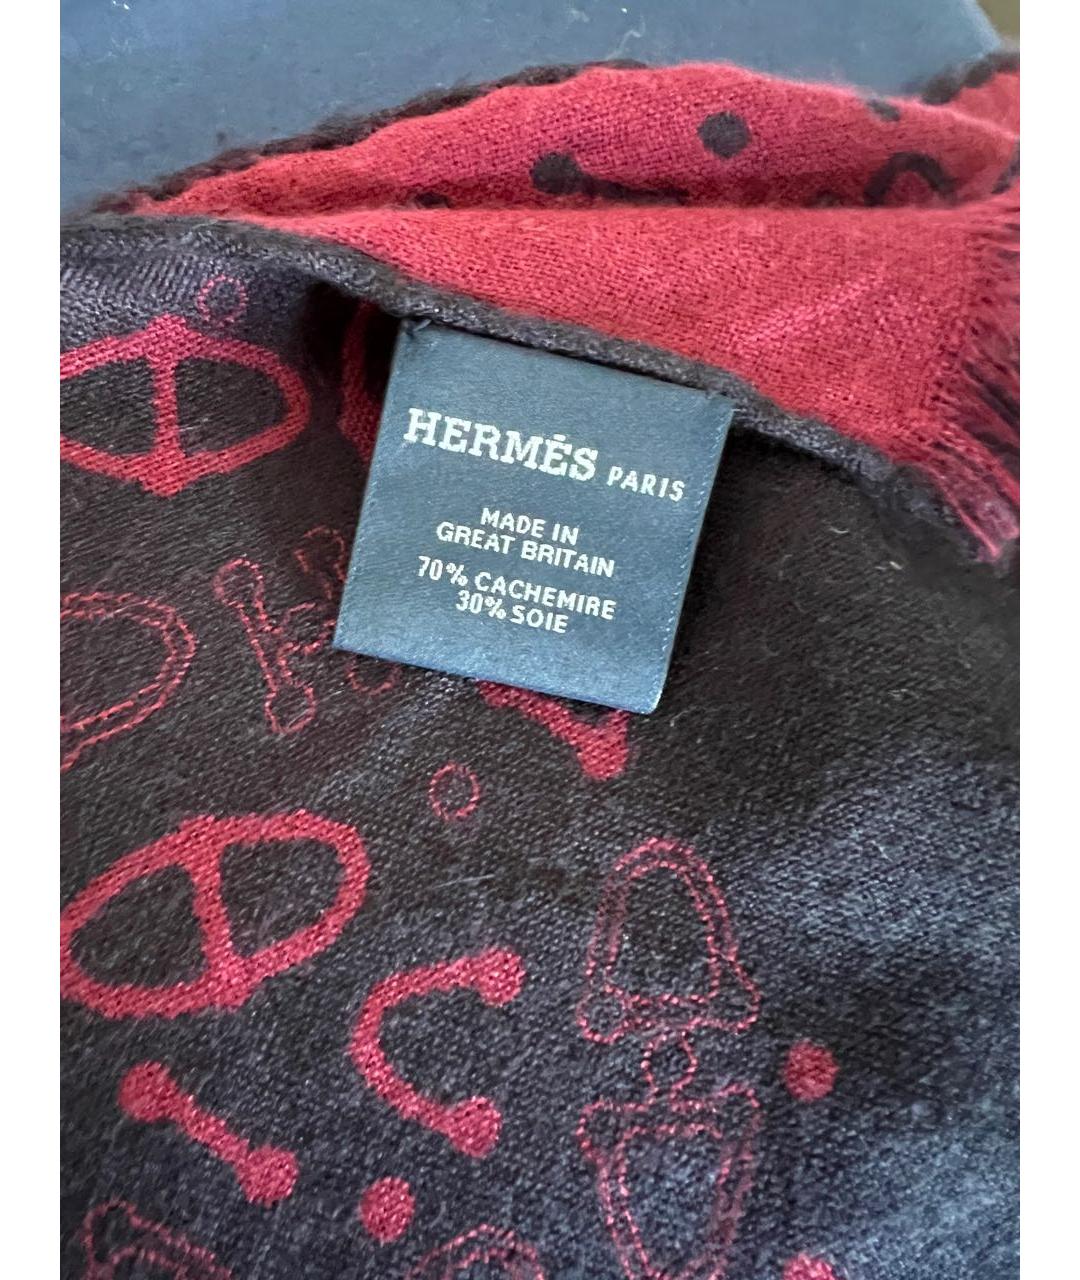 HERMÈS PARIS
MADE IN
GREAT BRITAIN
70% CACHEMIRE
30% SOIE